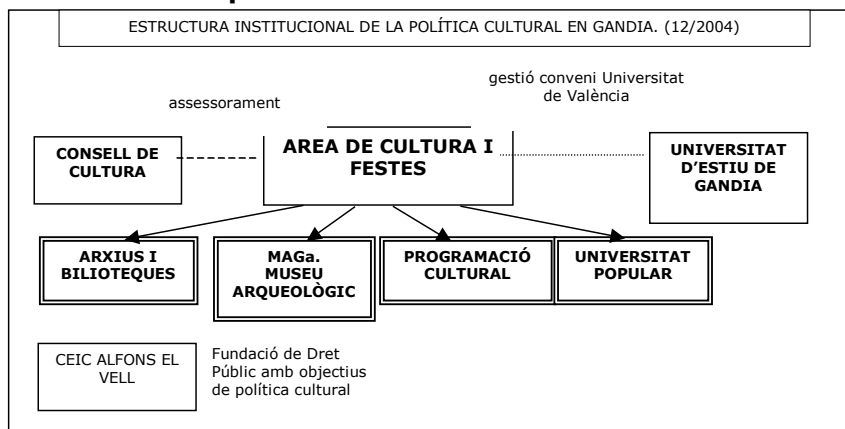 ESTRUCTURA INSTITUCIONAL DE LA POLÍTICA CULTURAL EN GANDIA. (12/2004)
gestió conveni Universitat
de València
assessorament
CONSELL DE
CULTURA
AREA DE CULTURA I
FESTES
UNIVERSITAT
D'ESTIU DE
GANDIA
ARXIUS I
BILIOTEQUES
MAGa.
MUSEU
ARQUEOLÒGIC
PROGRAMACIÓ
CULTURAL
UNIVERSITAT
POPULAR
CEIC ALFONS EL
VELL
Fundació de Dret
Públic amb objectius
de política cultural